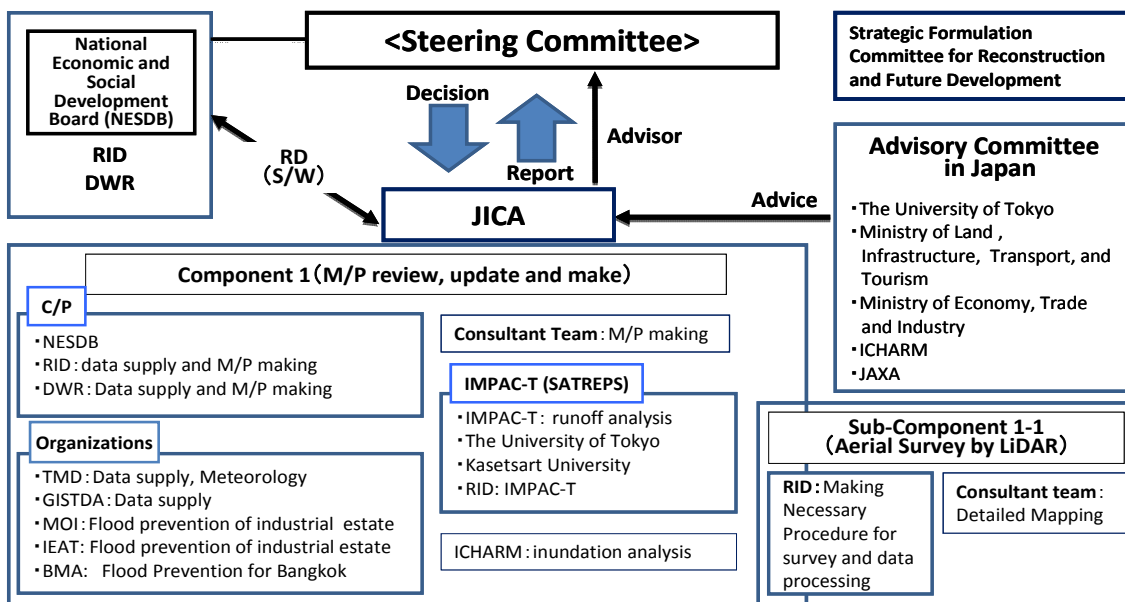 National
Economic and
Social
Development
Board (NESDB)
RID
DWR
<Steering Committee>
Decision
Report
Advisor
RD
(S/W)
JICA
Advice
Strategic Formulation
Committee for Reconstruction
and Future Development
Advisory Committee
in Japan
・The University of Tokyo
・Ministry of Land ,
Infrastructure, Transport, and
Tourism
・Ministry of Economy, Trade
and Industry
・ICHARM
・JAXA
Component 1（M/P review, update and make）
C/P
・NESDB
・RID：data supply and M/P making
・DWR：Data supply and M/P making
Organizations
・TMD：Data supply, Meteorology
・GISTDA：Data supply
・MOI：Flood prevention of industrial estate
・IEAT: Flood prevention of industrial estate
・BMA: Flood Prevention for Bangkok
Consultant Team：M/P making
IMPAC-T (SATREPS)
・IMPAC-T：runoff analysis
・The University of Tokyo
・Kasetsart University
・RID: IMPAC-T
ICHARM：inundation analysis
Sub-Component 1-1
（Aerial Survey by LiDAR）
RID：Making
Necessary
Procedure for
survey and data
processing
Consultant team：
Detailed Mapping